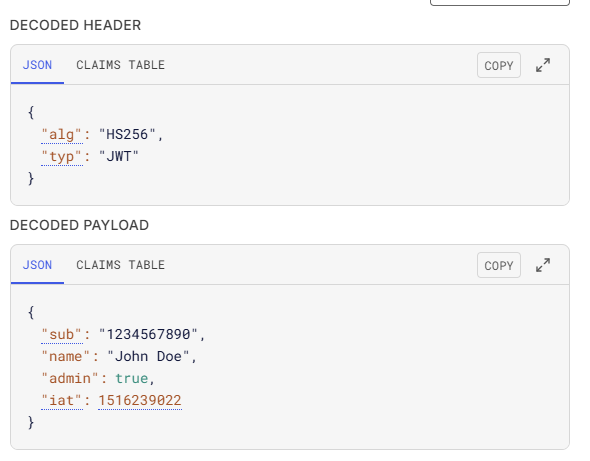 DECODED HEADER
JSON CLAIMS TABLE COPY
{
"alg": "HS256",
"typ": "JWT"
}
DECODED PAYLOAD
JSON CLAIMS TABLE COPY
{
"sub": "1234567890",
"name": "John Doe",
"admin": true,
"iat": 1516239022
}